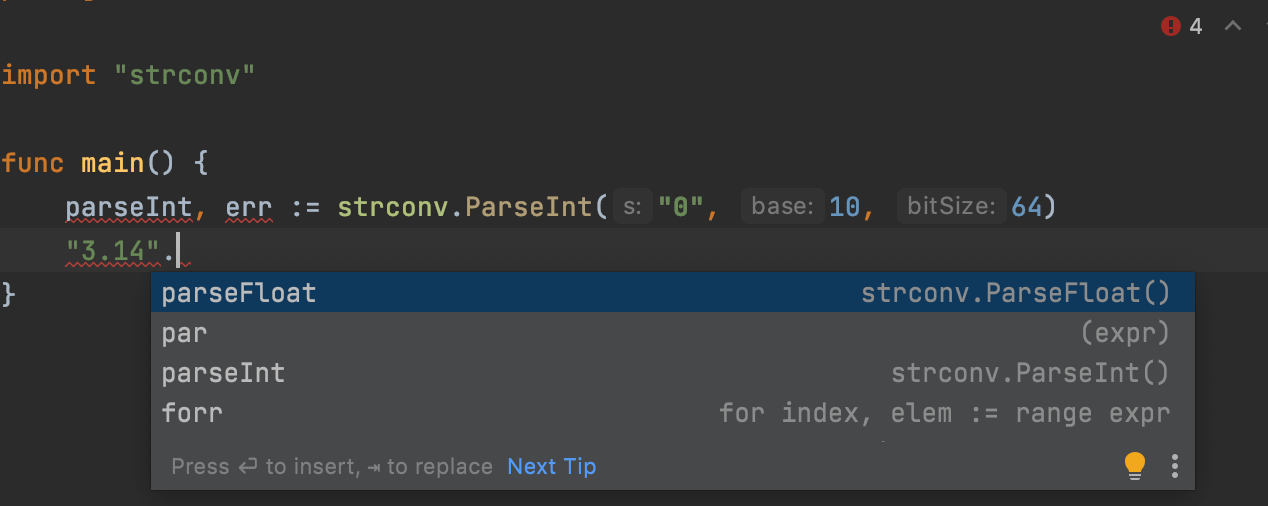 4
import "strconv"
func main() {
parseInt, err := strconv.ParseInt( s: "0", base: 10, bitSize: 64)
"3.14".
}
parseFloat strconv.ParseFloat()
par (expr)
parseInt strconv.ParseInt()
forr for index, elem := range expr
Press ↵ to insert, ⇥ to replace Next Tip